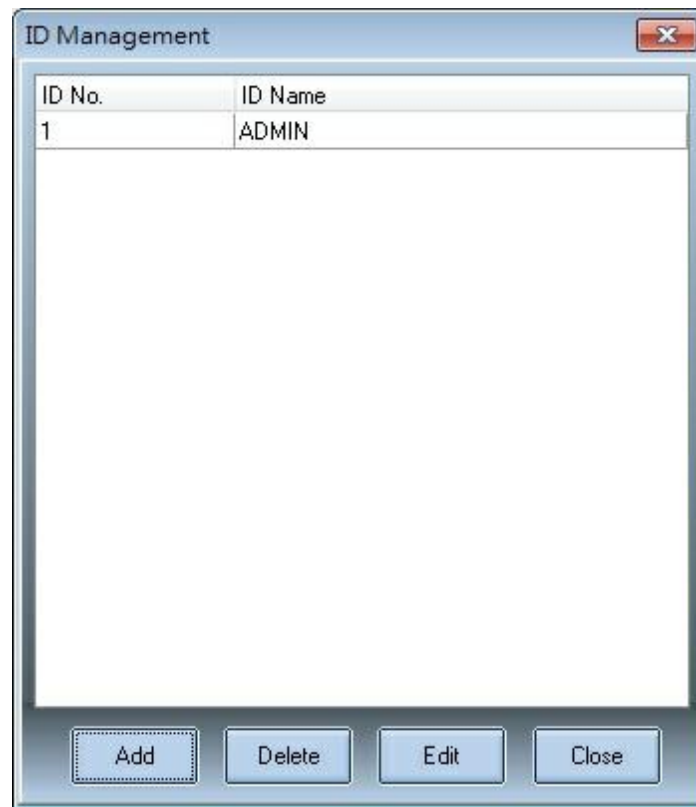 ID Management
ID No. ID Name
1 ADMIN
Add Delete Edit Close